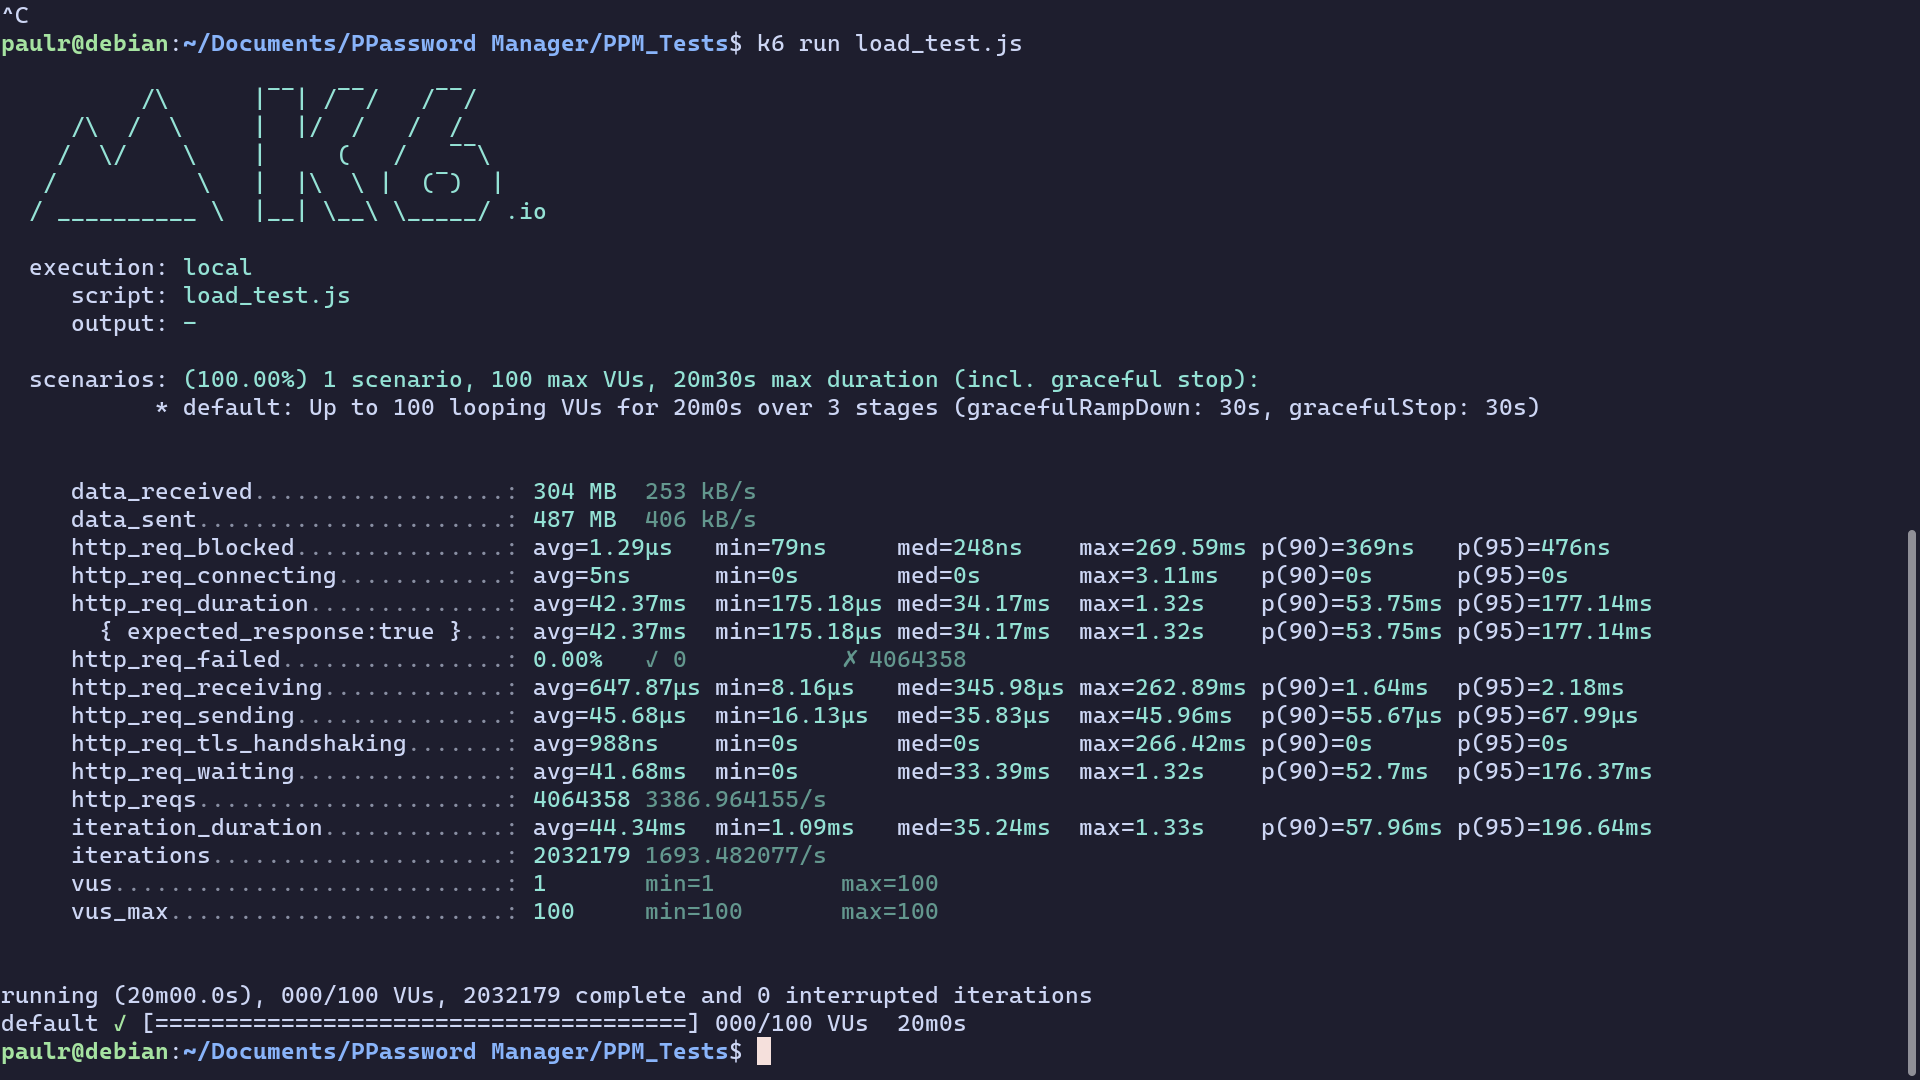 ^C
paulr@debian:~/Documents/PPassword Manager/PPM_Tests$ k6 run load_test.js
          /\      |‾‾| /‾‾/   /‾‾/
     /\  /  \     |  |/  /   /  /
    /  \/    \    |     (   /   ‾‾\
   /          \   |  |\  \ |  (‾)  |
  / __________ \  |__| \__\ \_____/ .io
  execution: local
     script: load_test.js
     output: -
  scenarios: (100.00%) 1 scenario, 100 max VUs, 20m30s max duration (incl. graceful stop):
           * default: Up to 100 looping VUs for 20m0s over 3 stages (gracefulRampDown: 30s, gracefulStop: 30s)
     data_received..................: 304 MB  253 kB/s
     data_sent......................: 487 MB  406 kB/s
     http_req_blocked...............: avg=1.29µs   min=79ns     med=248ns    max=269.59ms p(90)=369ns   p(95)=476ns
     http_req_connecting............: avg=5ns      min=0s       med=0s       max=3.11ms   p(90)=0s      p(95)=0s
     http_req_duration..............: avg=42.37ms  min=175.18µs med=34.17ms  max=1.32s    p(90)=53.75ms p(95)=177.14ms
       { expected_response:true }...: avg=42.37ms  min=175.18µs med=34.17ms  max=1.32s    p(90)=53.75ms p(95)=177.14ms
     http_req_failed................: 0.00%   ✓ 0           ✗ 4064358
     http_req_receiving.............: avg=647.87µs min=8.16µs   med=345.98µs max=262.89ms p(90)=1.64ms  p(95)=2.18ms
     http_req_sending...............: avg=45.68µs  min=16.13µs  med=35.83µs  max=45.96ms  p(90)=55.67µs p(95)=67.99µs
     http_req_tls_handshaking.......: avg=988ns    min=0s       med=0s       max=266.42ms p(90)=0s      p(95)=0s
     http_req_waiting...............: avg=41.68ms  min=0s       med=33.39ms  max=1.32s    p(90)=52.7ms  p(95)=176.37ms
     http_reqs......................: 4064358 3386.964155/s
     iteration_duration.............: avg=44.34ms  min=1.09ms   med=35.24ms  max=1.33s    p(90)=57.96ms p(95)=196.64ms
     iterations.....................: 2032179 1693.482077/s
     vus............................: 1       min=1         max=100
     vus_max........................: 100     min=100       max=100
running (20m00.0s), 000/100 VUs, 2032179 complete and 0 interrupted iterations
default ✓ [======================================] 000/100 VUs  20m0s
paulr@debian:~/Documents/PPassword Manager/PPM_Tests$